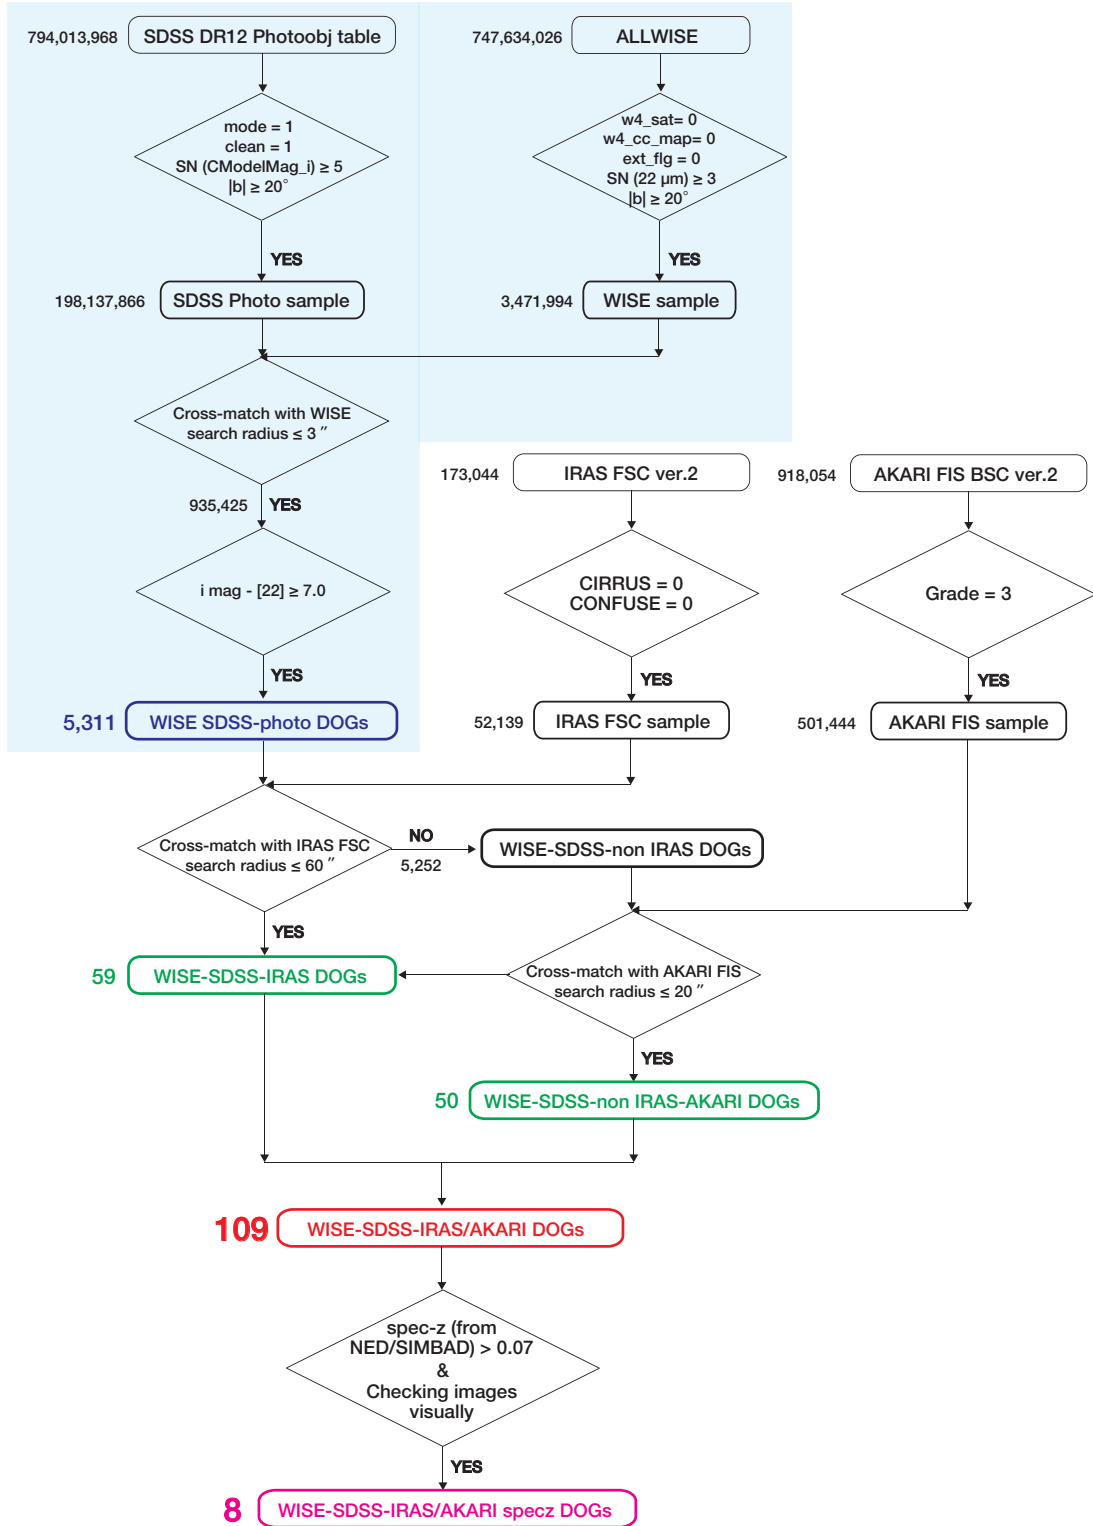 794,013,968 SDSS DR12 Photoobj table
747,634,026 ALLWISE
mode = 1
clean = 1
SN (CModelMag_i) ≥ 5
|b| ≥ 20°
w4_sat= 0
w4_cc_map= 0
ext_flg = 0
SN (22 μm) ≥ 3
|b| ≥ 20°
YES
YES
198,137,866 SDSS Photo sample
3,471,994 WISE sample
Cross-match with WISE
search radius ≤ 3 ″
173,044 IRAS FSC ver.2
918,054 AKARI FIS BSC ver.2
935,425 YES
i mag - [22] ≥ 7.0
CIRRUS = 0
CONFUSE = 0
Grade = 3
YES
YES
YES
5,311 WISE SDSS-photo DOGs
52,139 IRAS FSC sample
501,444 AKARI FIS sample
Cross-match with IRAS FSC
search radius ≤ 60 ″
NO
5,252
WISE-SDSS-non IRAS DOGs
YES
59 WISE-SDSS-IRAS DOGs
Cross-match with AKARI FIS
search radius ≤ 20 ″
YES
50 WISE-SDSS-non IRAS-AKARI DOGs
109 WISE-SDSS-IRAS/AKARI DOGs
spec-z (from
NED/SIMBAD) > 0.07
&
Checking images
visually
YES
8 WISE-SDSS-IRAS/AKARI specz DOGs